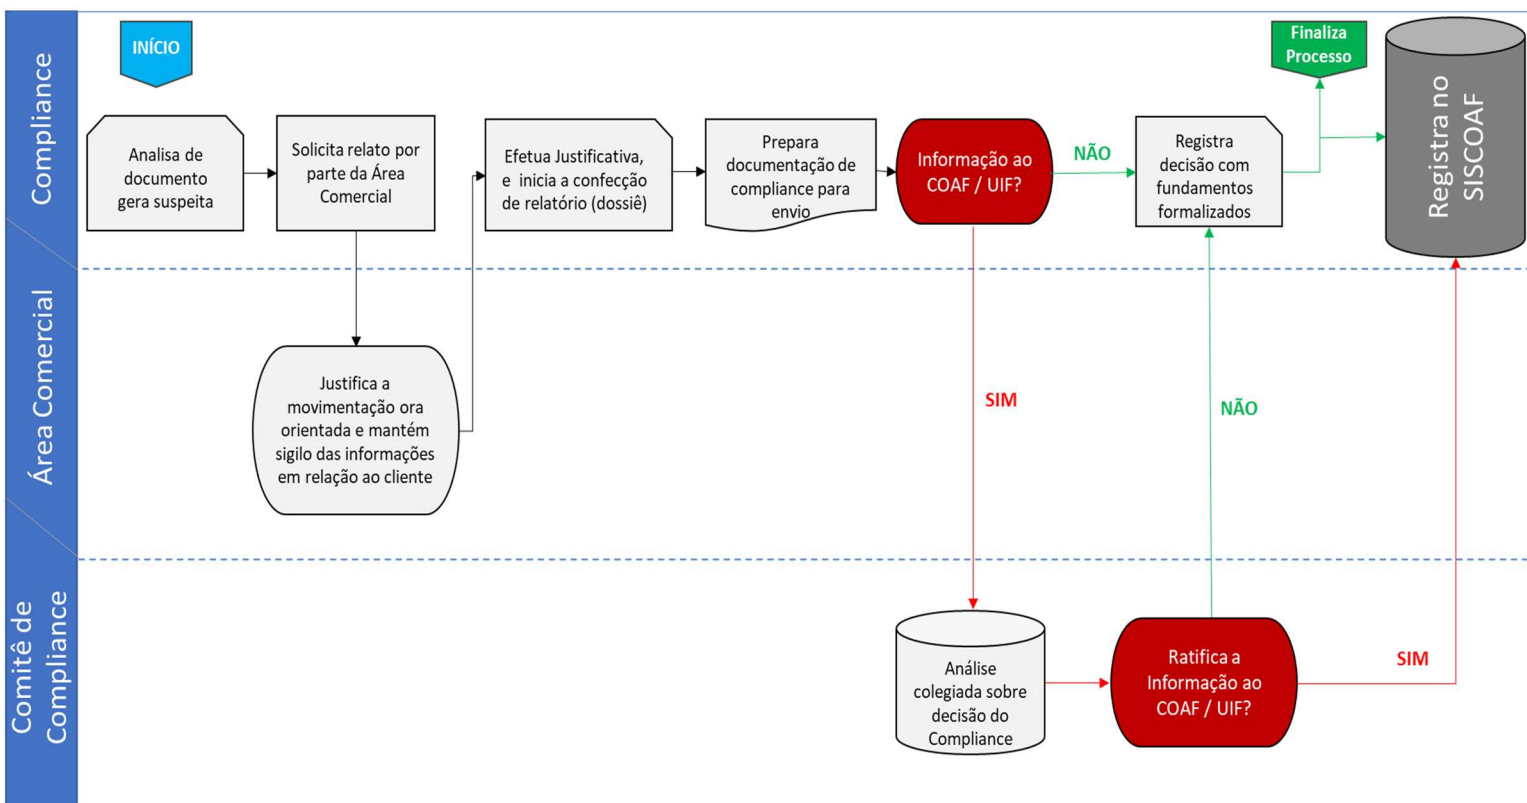 Compliance
INÍCIO
Analisa de
documento
gera suspeita
Solicita relato por
parte da Área
Comercial
Efetua Justificativa,
e inicia a confecção
de relatório (dossiê)
Prepara
documentação de
compliance para
envio
Informação ao
COAF / UIF?
NÃO
Registra
decisão com
fundamentos
formalizados
Finaliza
Processo
Registra no
SISCOAF
Área Comercial
Justifica a
movimentação ora
orientada e mantém
sigilo das informações
em relação ao cliente
SIM
NÃO
Comitê de
Compliance
Análise
colegiada sobre
decisão do
Compliance
Ratifica a
Informação ao
COAF / UIF?
SIM